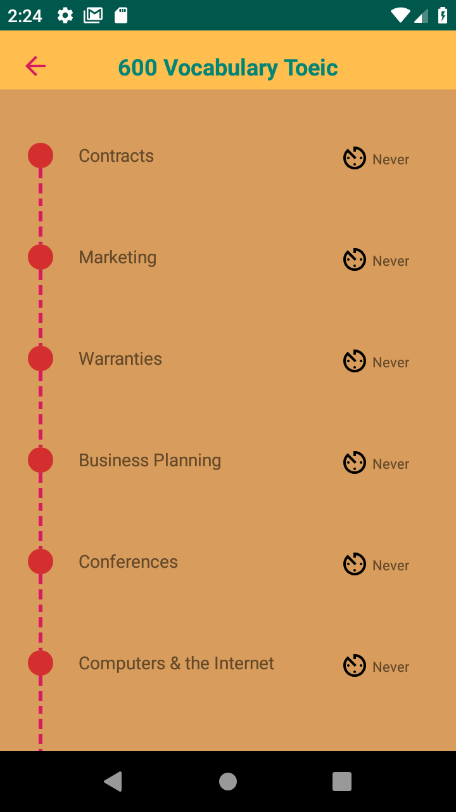 2:24
600 Vocabulary Toeic
Contracts Never
Marketing Never
Warranties Never
Business Planning Never
Conferences Never
Computers & the Internet Never